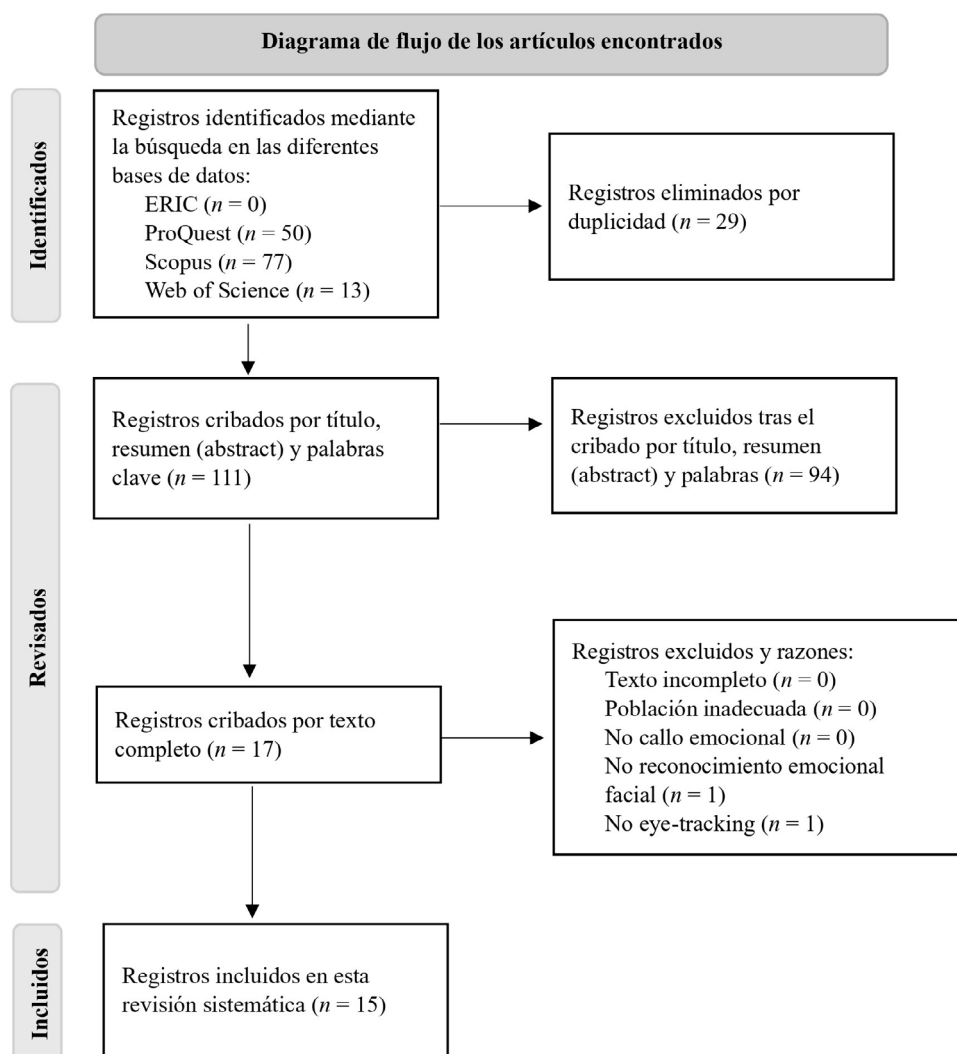 Diagrama de flujo de los artículos encontrados
Identificados
Registros identificados mediante
la búsqueda en las diferentes
bases de datos:
ERIC (n = 0)
ProQuest (n = 50)
Scopus (n = 77)
Web of Science (n = 13)
Registros eliminados por
duplicidad (n = 29)
Revisados
Registros cribados por título,
resumen (abstract) y palabras
clave (n = 111)
Registros excluidos tras el
cribado por título, resumen
(abstract) y palabras (n = 94)
Registros cribados por texto
completo (n = 17)
Registros excluidos y razones:
Texto incompleto (n = 0)
Población inadecuada (n = 0)
No callo emocional (n = 0)
No reconocimiento emocional
facial (n = 1)
No eye-tracking (n = 1)
Incluidos
Registros incluidos en esta
revisión sistemática (n = 15)